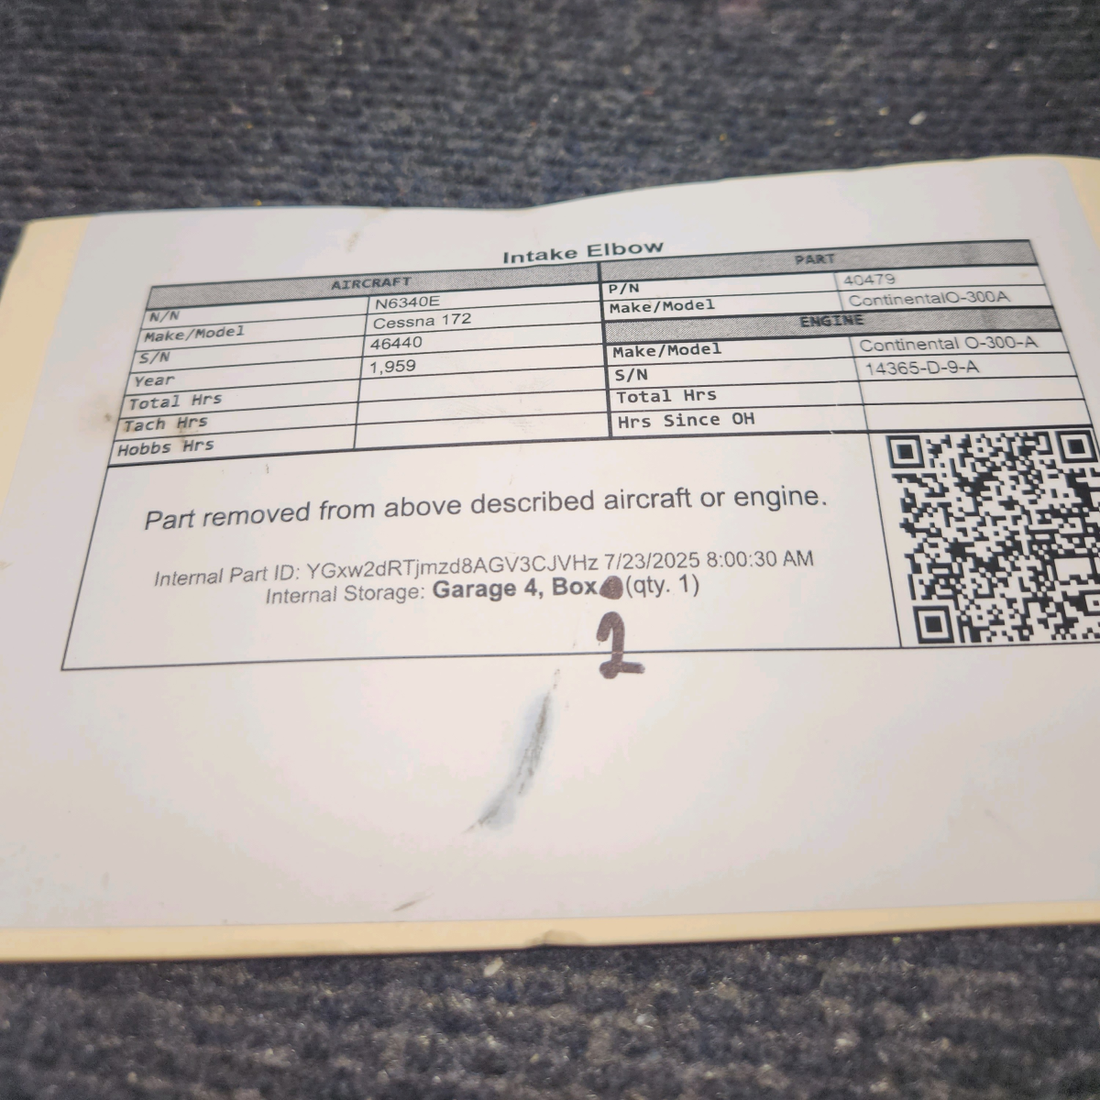 Intake Elbow
AIRCRAFT
N/N N6340E
Make/Model Cessna 172
S/N 46440
Year 1,959
Total Hrs
Tach Hrs
Hobbs Hrs
PART
P/N 40479
Make/Model ContinentalO-300A
ENGINE
Make/Model Continental O-300-A
S/N 14365-D-9-A
Total Hrs
Hrs Since OH
Part removed from above described aircraft or engine.
Internal Part ID: YGxw2dRTjmzd8AGV3CJVHz 7/23/2025 8:00:30 AM
Internal Storage: Garage 4, Box (qty. 1)
2